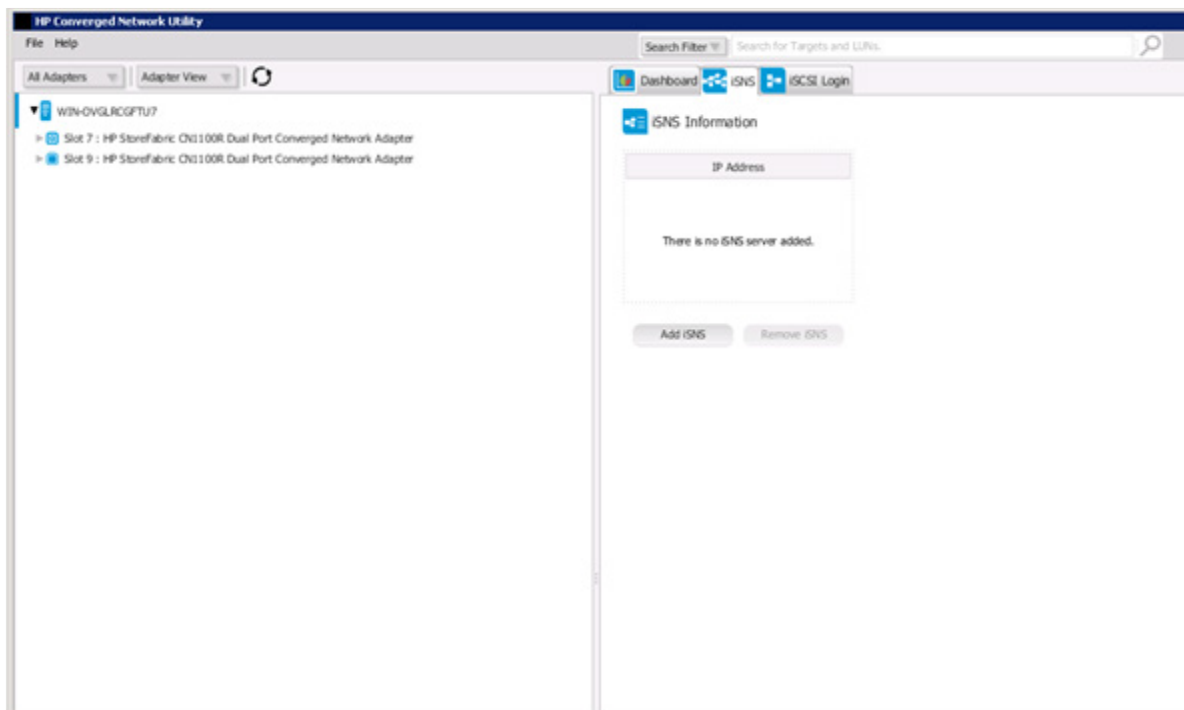 HP Converged Network Utility
File Help
Search Filter Search for Targets and LUNs.
All Adapters Adapter View
Dashboard iSNS iSCSI Login
WIN-OVGLRCGFTU7
Slot 7 : HP StoreFabric CN1100R Dual Port Converged Network Adapter
Slot 9 : HP StoreFabric CN1100R Dual Port Converged Network Adapter
iSNS Information
IP Address
There is no iSNS server added.
Add iSNS Remove iSNS